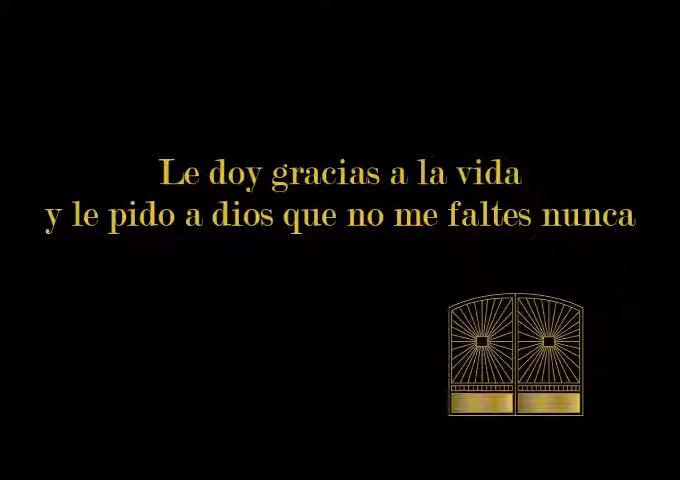 Le doy gracias a la vida
y le pido a dios que no me faltes nunca